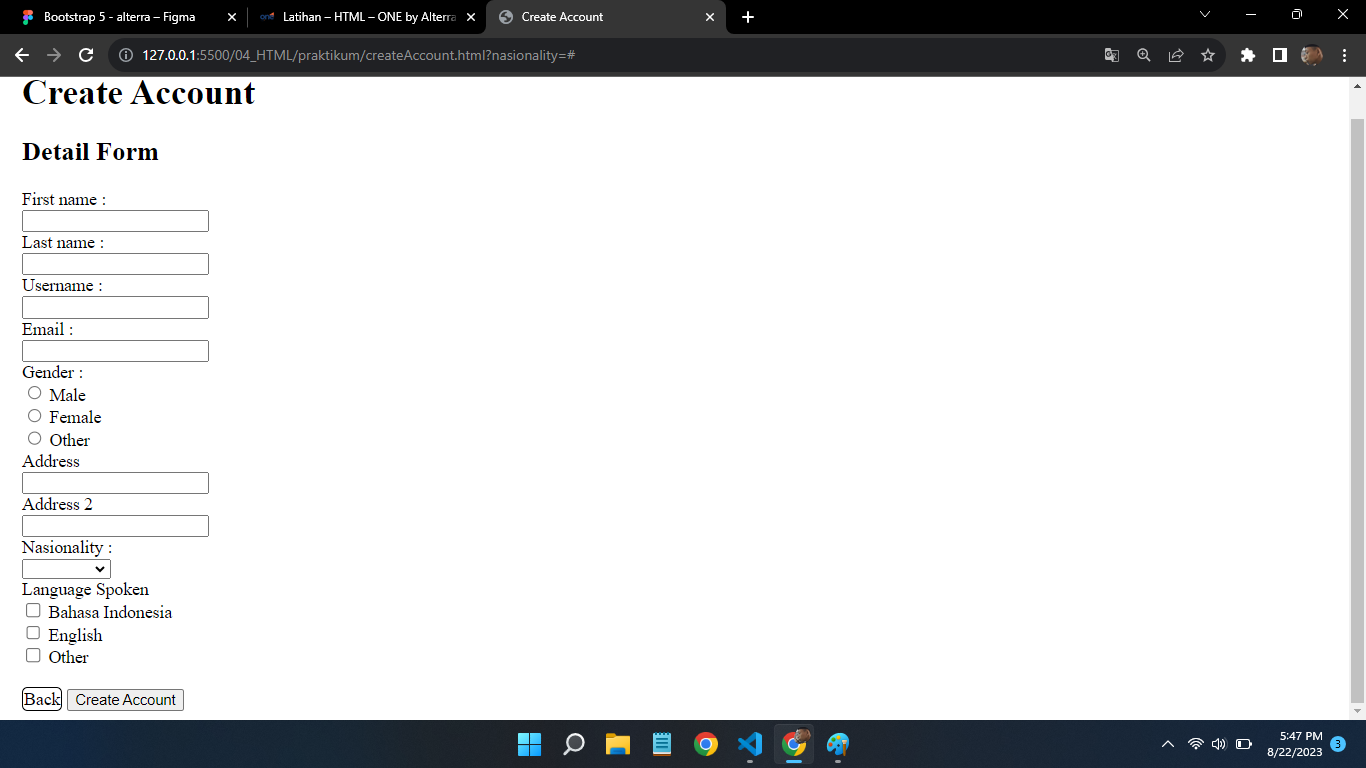 Bootstrap 5 - alterra – Figma
Latihan – HTML – ONE by Alterra
Create Account
127.0.0.1:5500/04_HTML/praktikum/createAccount.html?nasionality=#
Create Account
Detail Form
First name :
Last name :
Username :
Email :
Gender :
Male
Female
Other
Address
Address 2
Nasionality :
Language Spoken
Bahasa Indonesia
English
Other
Back Create Account
5:47 PM
8/22/2023
3